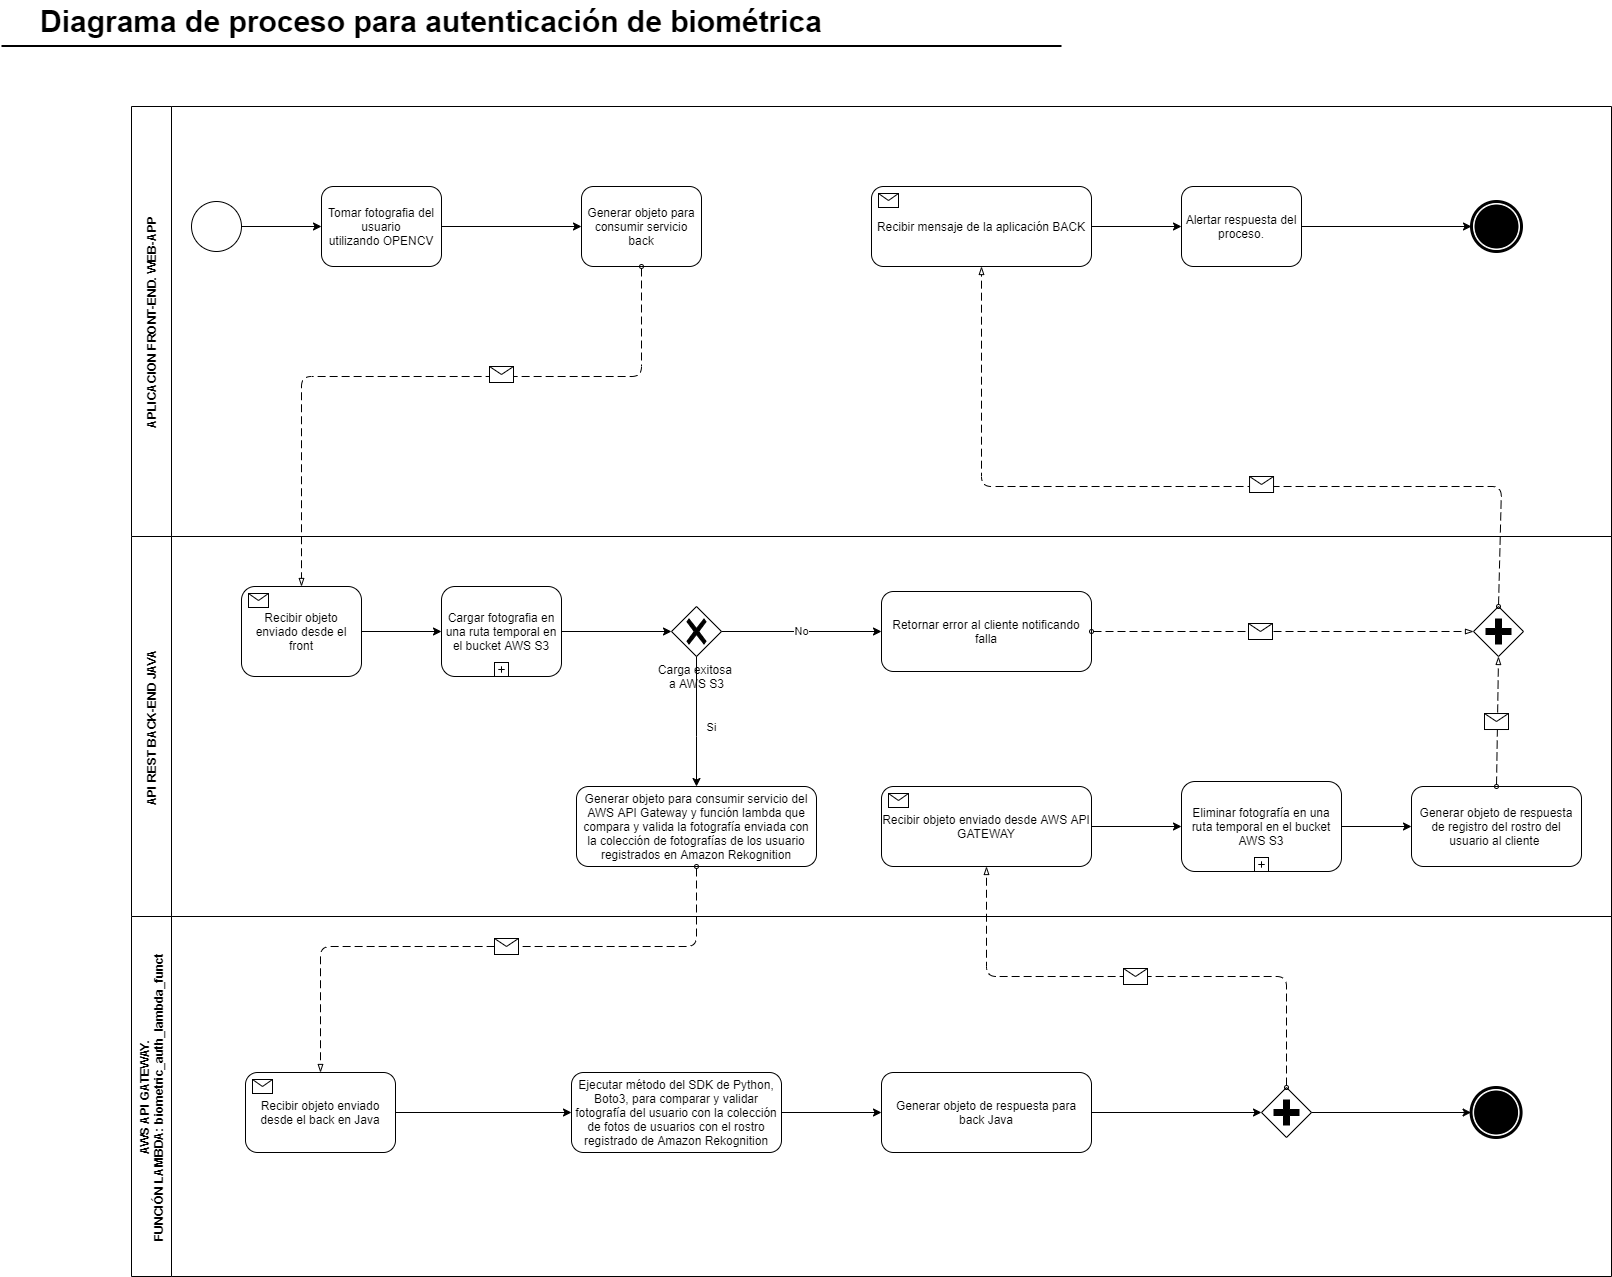 Diagrama de proceso para autenticación de biométrica
APLICACION FRONT-END. WEB-APP
Tomar fotografia del
usuario
utilizando OPENCV
Generar objeto para
consumir servicio
back
Recibir mensaje de la aplicación BACK
Alertar respuesta del
proceso.
API REST BACK-END JAVA
Recibir objeto
enviado desde el
front
Cargar fotografia en
una ruta temporal en
el bucket AWS S3
Carga exitosa
a AWS S3
No
Si
Retornar error al cliente notificando
falla
Generar objeto para consumir servicio del
AWS API Gateway y función lambda que
compara y valida la fotografía enviada con
la colección de fotografías de los usuario
registrados en Amazon Rekognition
Recibir objeto enviado desde AWS API
GATEWAY
Eliminar fotografía en una
ruta temporal en el bucket
AWS S3
Generar objeto de respuesta
de registro del rostro del
usuario al cliente
AWS API GATEWAY.
FUNCIÓN LAMBDA: biometric_auth_lambda_funct
Recibir objeto enviado
desde el back en Java
Ejecutar método del SDK de Python,
Boto3, para comparar y validar
fotografía del usuario con la colección
de fotos de usuarios con el rostro
registrado de Amazon Rekognition
Generar objeto de respuesta para
back Java